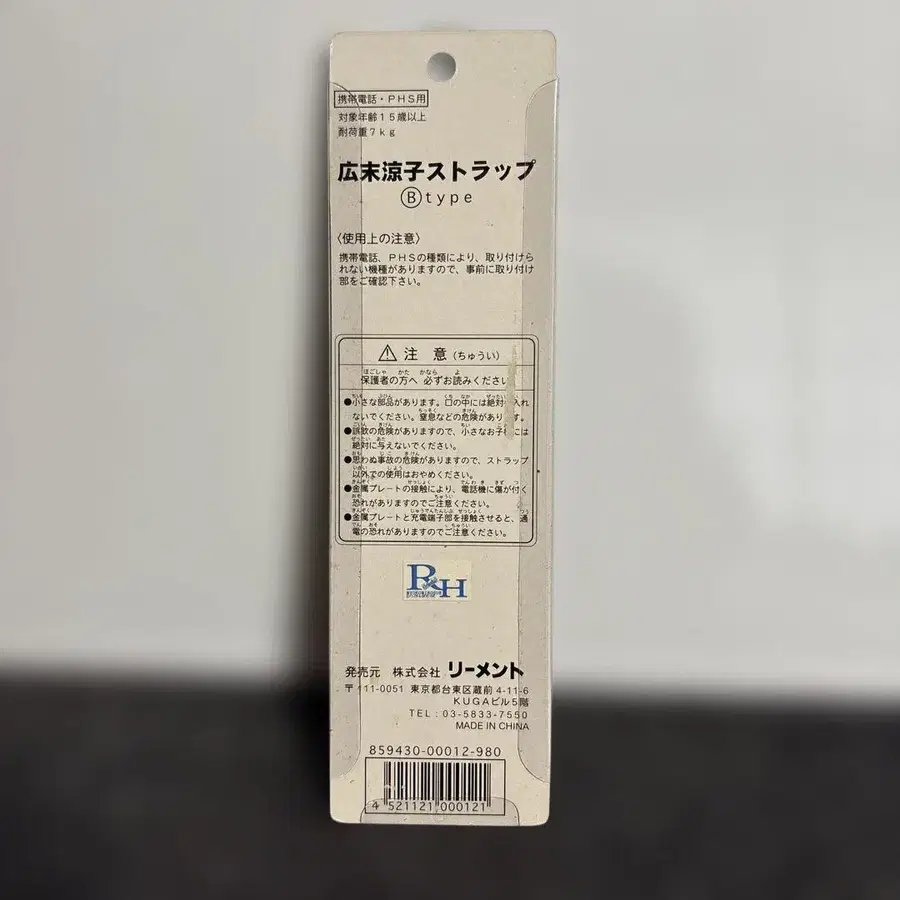 携帯電話・PHS用
対象年齢15歳以上
耐荷重7kg
広末涼子ストラップ
Ⓑtype
〈使用上の注意〉
携帯電話、PHSの種類により、取り付けら
れない機種がありますので、事前に取り付け
部をご確認下さい。
⚠注 意(ちゅうい)
保護者の方へ 必ずお読みください
●小さな部品があります。口の中には絶対 入れ
ないでください。窒息などの危険があります。
●誤飲の危険がありますので、小さなお子様には
絶対に与えないでください。
●思わぬ事故の危険がありますので、ストラップ
以外での使用はおやめください。
●金属プレートの接触により、電話機に傷が付く
恐れがありますのでご注意ください。
●金属プレートと充電端子部を接触させると、通
電の恐れがありますのでご注意ください。
R&H
発売元 株式会社 リーメント
〒111-0051 東京都台東区蔵前4-11-6
KUGAビル5階
TEL:03-5833-7550
MADE IN CHINA
859430-00012-980
4 521121 000121